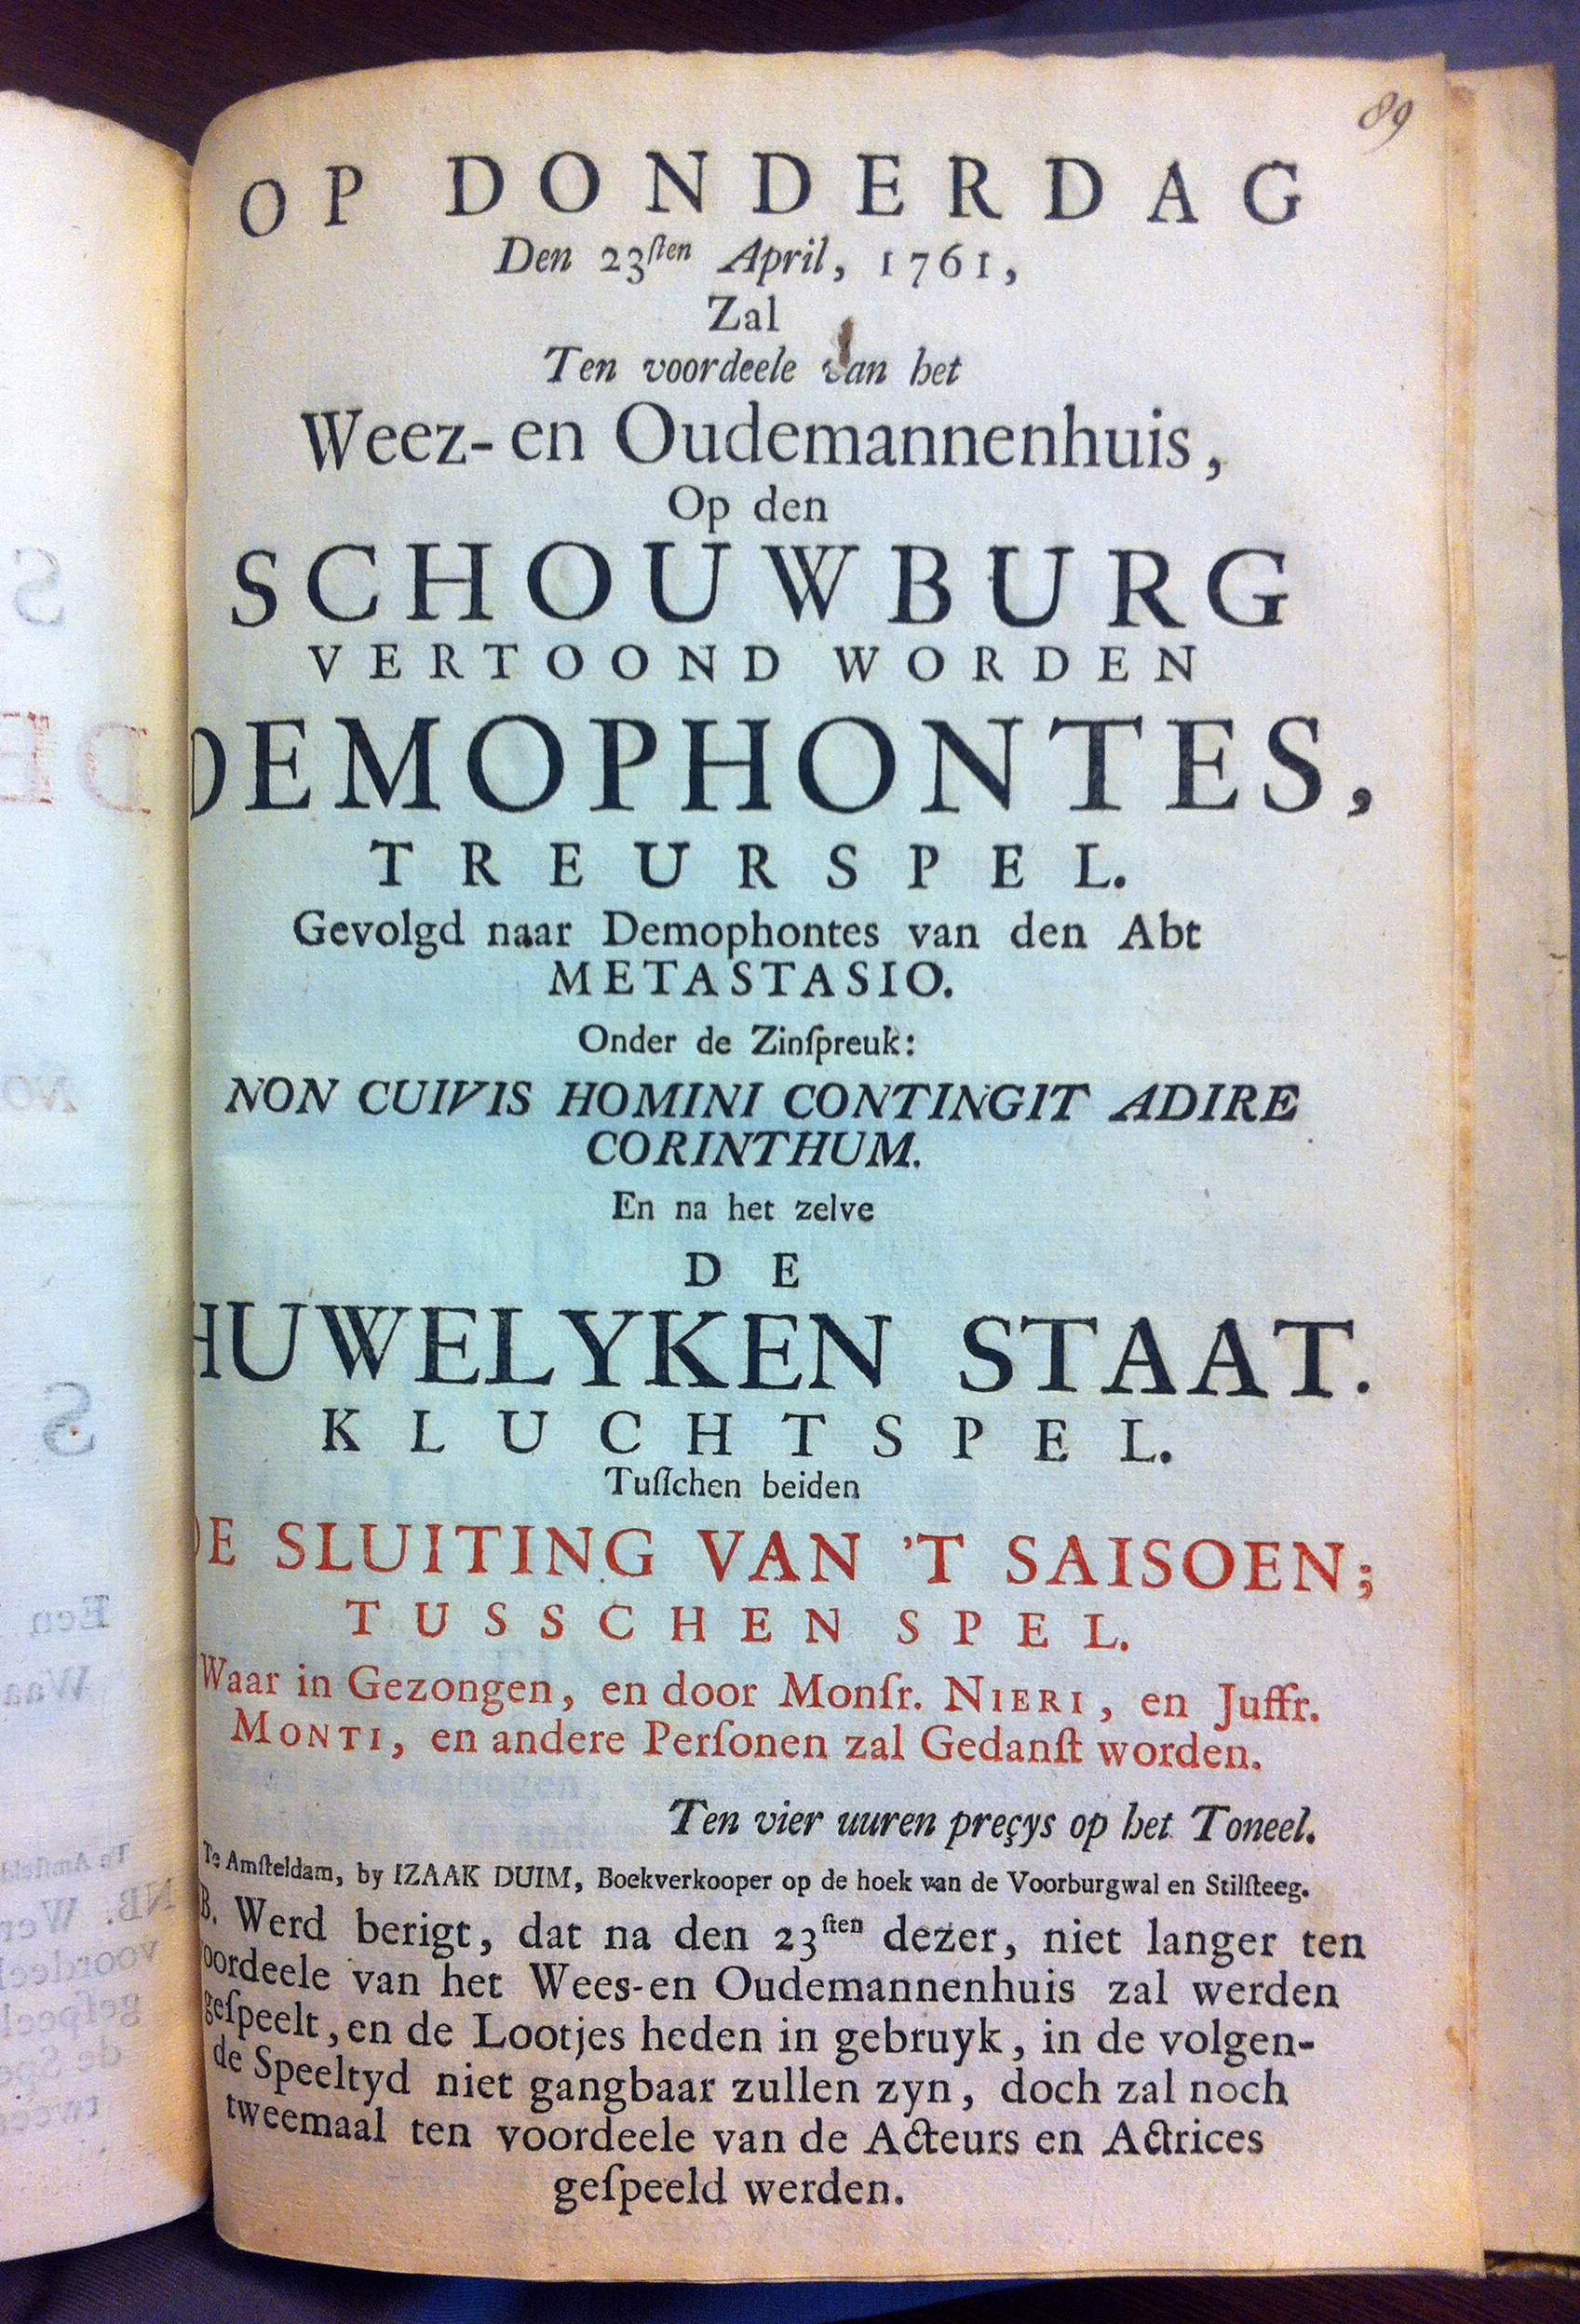 89
OP DONDERDAG
Den 23ſten April, 1761,
Zal
Ten voordeele van het
Weez- en Oudemannenhuis,
Op den
SCHOUWBURG
VERTOOND WORDEN
DEMOPHONTES,
TREURSPEL.
Gevolgd naar Demophontes van den Abt
METASTASIO.
Onder de Zinſpreuk:
NON CUIVIS HOMINI CONTINGIT ADIRE
CORINTHUM.
En na het zelve
DE
HUWELYKEN STAAT.
KLUCHTSPEL.
Tuſſchen beiden
DE SLUITING VAN 'T SAISOEN;
TUSSCHENSPEL.
Waar in Gezongen, en door Monſr. NIERI, en Juffr.
MONTI, en andere Perſonen zal Gedanſt worden.
Ten vier uuren preçys op het Toneel.
Te Amſteldam, by IZAAK DUIM, Boekverkooper op de hoek van de Voorburgwal en Stilſteeg.
B. Werd berigt, dat na den 23ſten dezer, niet langer ten
voordeele van het Wees-en Oudemannenhuis zal werden
geſpeelt, en de Lootjes heden in gebruyk, in de volgen-
de Speeltyd niet gangbaar zullen zyn, doch zal noch
tweemaal ten voordeele van de Acteurs en Actrices
geſpeeld werden.